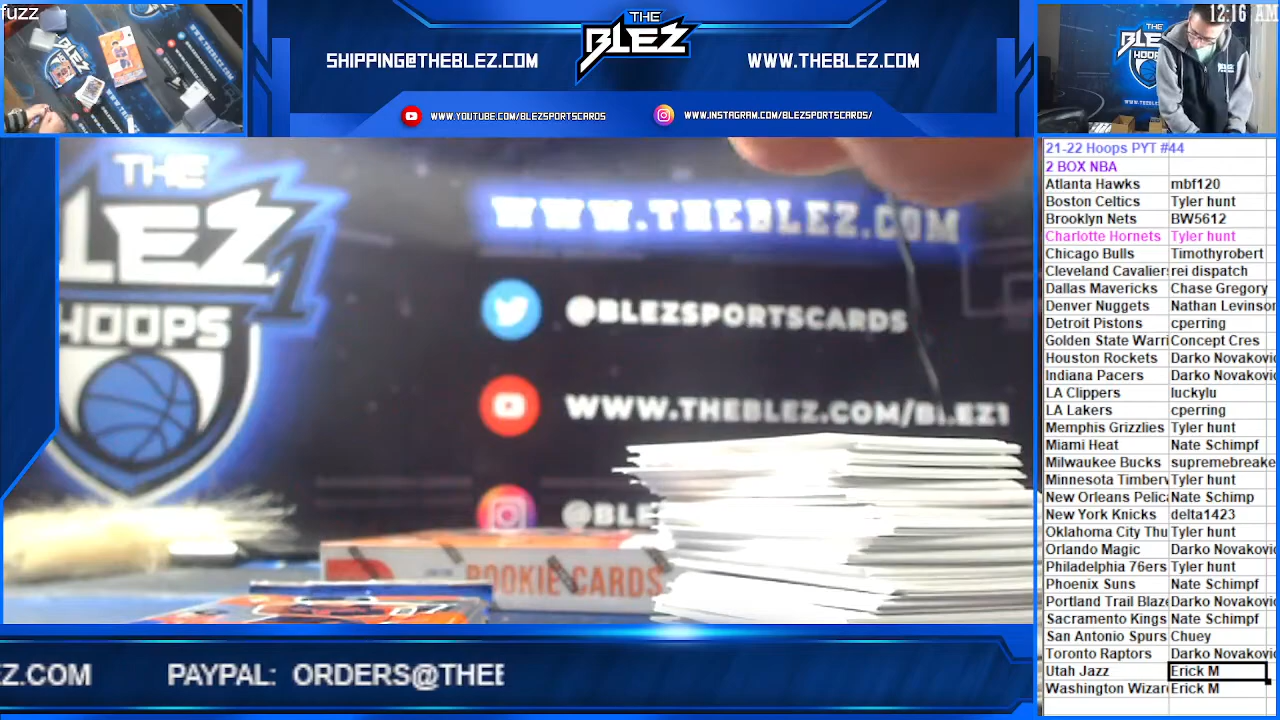 fuzz
SHIPPING@THEBLEZ.COM
THE
BLEZ
WWW.THEBLEZ.COM
12:16 AM
WWW.YOUTUBE.COM/BLEZSPORTSCARDS
WWW.INSTAGRAM.COM/BLEZSPORTSCARDS/
THE
BLEZ
1
HOOPS
WWW.THEBLEZ.COM
@BLEZSPORTSCARDS
WWW.THEBLEZ.COM/BLEZ1
@BLE
ROOKIE CARDS
21-22 Hoops PYT #44
2 BOX NBA
Atlanta Hawks mbf120
Boston Celtics Tyler hunt
Brooklyn Nets BW5612
Charlotte Hornets Tyler hunt
Chicago Bulls Timothyrobert
Cleveland Cavalier rei dispatch
Dallas Mavericks Chase Gregory
Denver Nuggets Nathan Levinson
Detroit Pistons cperring
Golden State Warri Concept Cres
Houston Rockets Darko Novakovic
Indiana Pacers Darko Novakovic
LA Clippers luckylu
LA Lakers cperring
Memphis Grizzlies Tyler hunt
Miami Heat Nate Schimpf
Milwaukee Bucks supremebreake
Minnesota Timberv Tyler hunt
New Orleans Pelic Nate Schimp
New York Knicks delta1423
Oklahoma City Thu Tyler hunt
Orlando Magic Darko Novakovic
Philadelphia 76ers Tyler hunt
Phoenix Suns Nate Schimpf
Portland Trail Blaze Darko Novakovic
Sacramento Kings Nate Schimpf
San Antonio Spurs Chuey
Toronto Raptors Darko Novakovic
Utah Jazz Erick M
Washington Wizar Erick M
EZ.COM PAYPAL: ORDERS@THEB